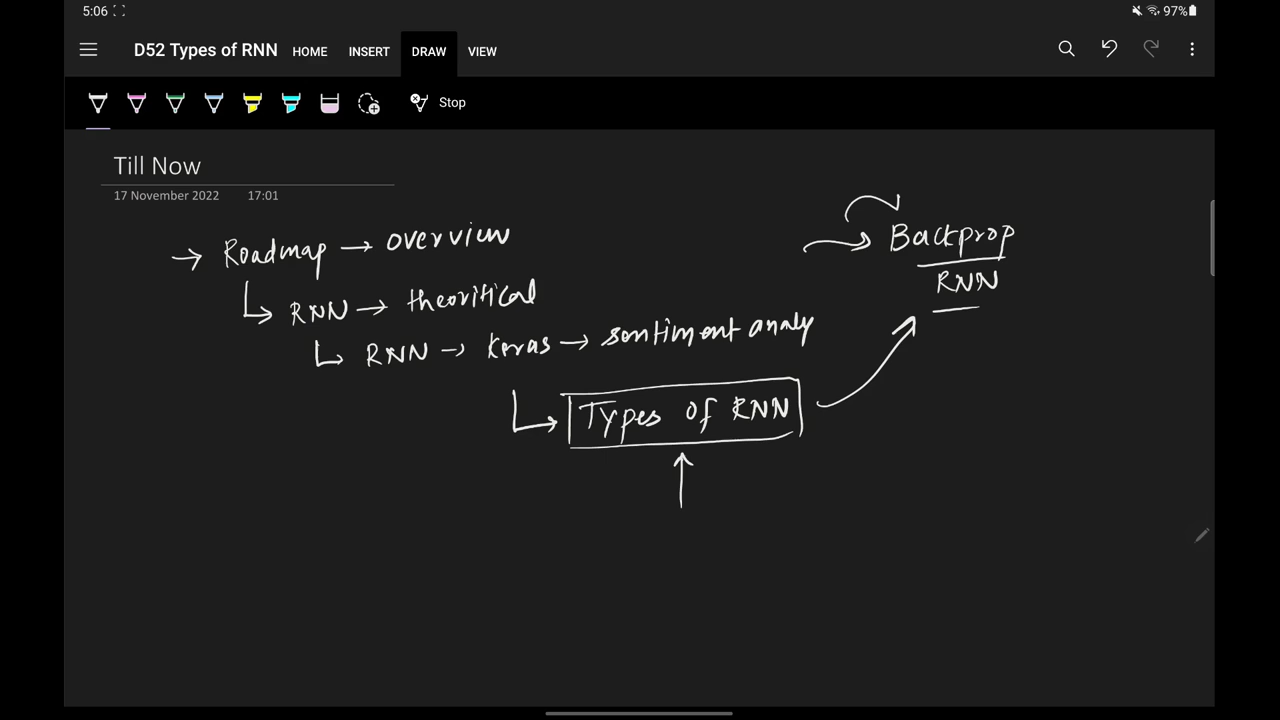 5:06 97%
D52 Types of RNN HOME INSERT DRAW VIEW
Stop
Till Now
17 November 2022 17:01
→ Roadmap → overview
RNN → theoritical
RNN → Keras → sentiment analy
Types of RNN
Backprop
RNN